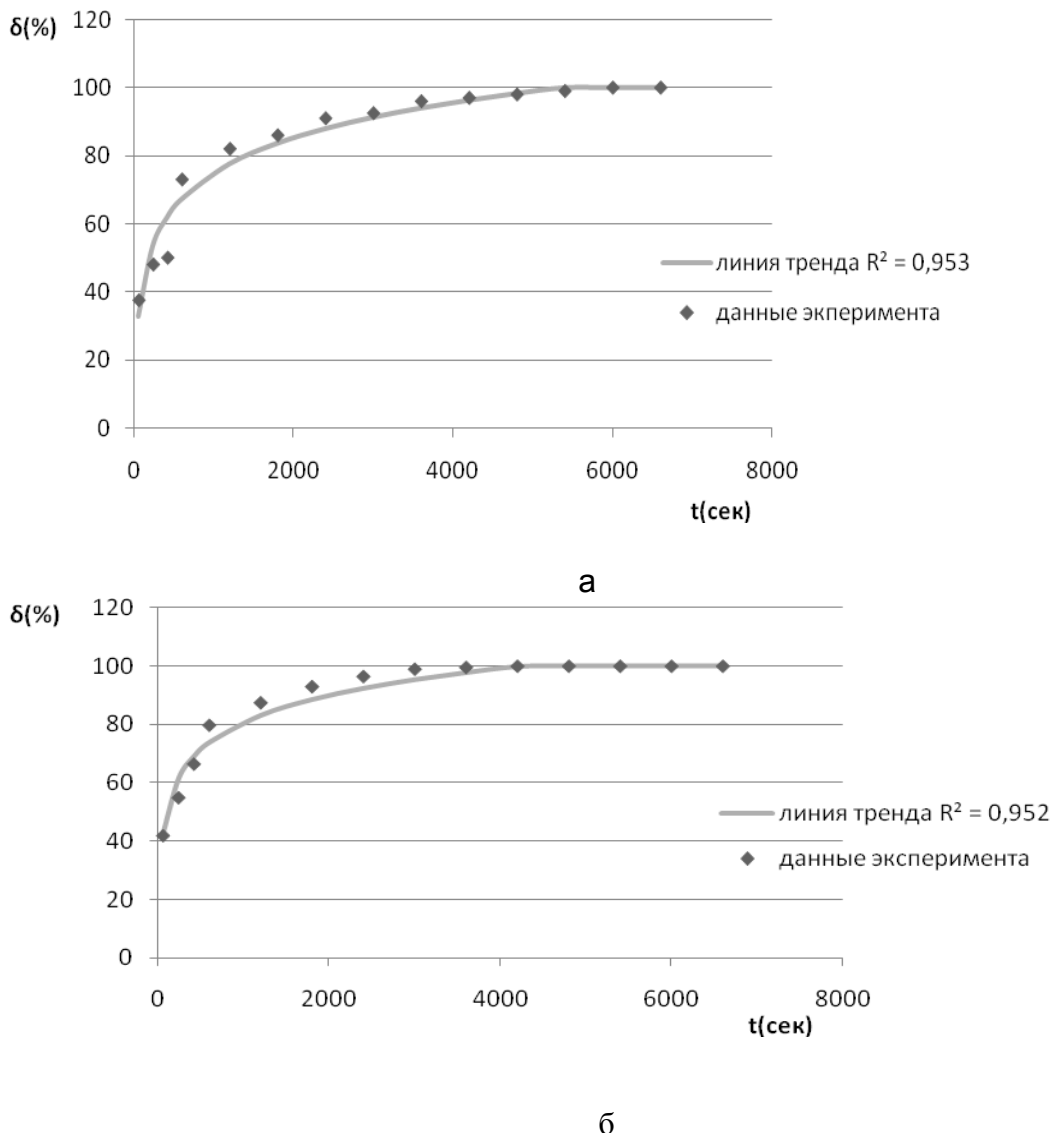 δ(%)
120
100
80
60
40
20
0
линия тренда R² = 0,953
данные экперимента
0 2000 4000 6000 8000
t(сек)
а
δ(%)
120
100
80
60
40
20
0
линия тренда R² = 0,952
данные эксперимента
0 2000 4000 6000 8000
t(сек)
б